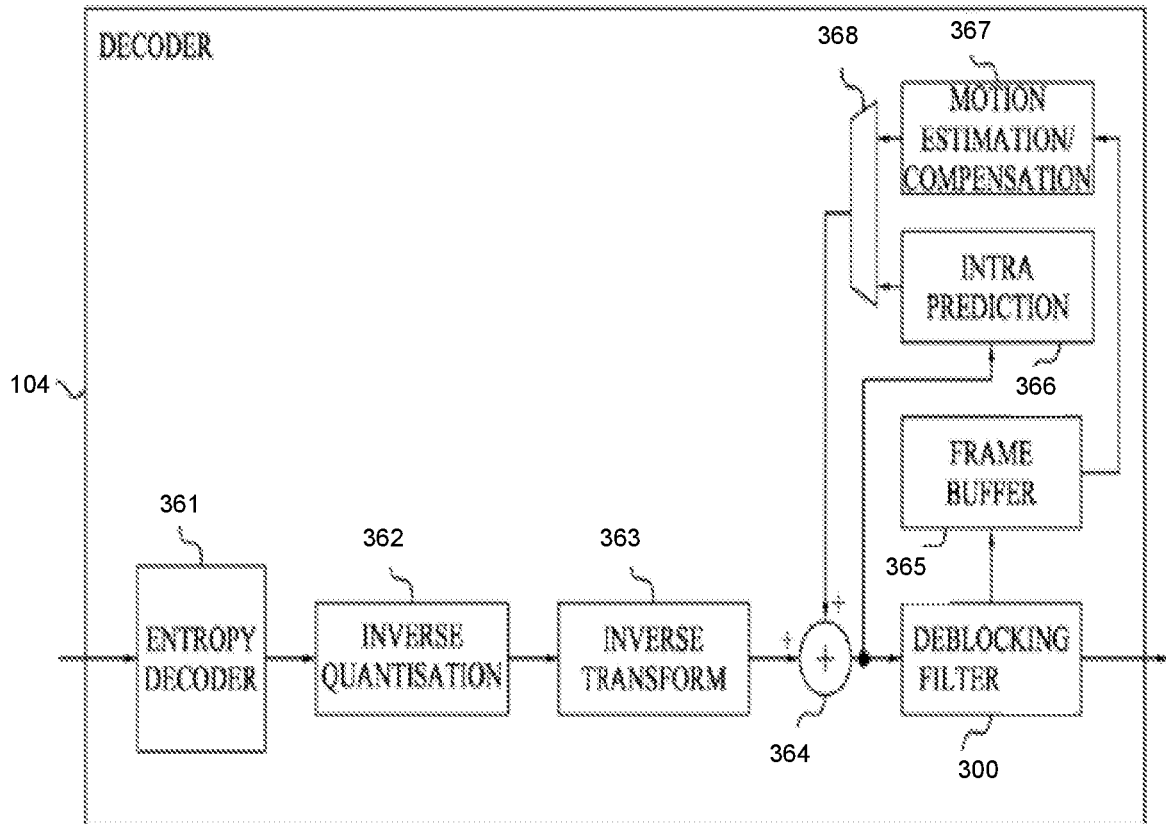 DECODER
368
367
MOTION
ESTIMATION/
COMPENSATION
INTRA
PREDICTION
366
104
FRAME
BUFFER
365
361
ENTROPY
DECODER
362
INVERSE
QUANTISATION
363
INVERSE
TRANSFORM
+
+
+
364
DEBLOCKING
FILTER
300